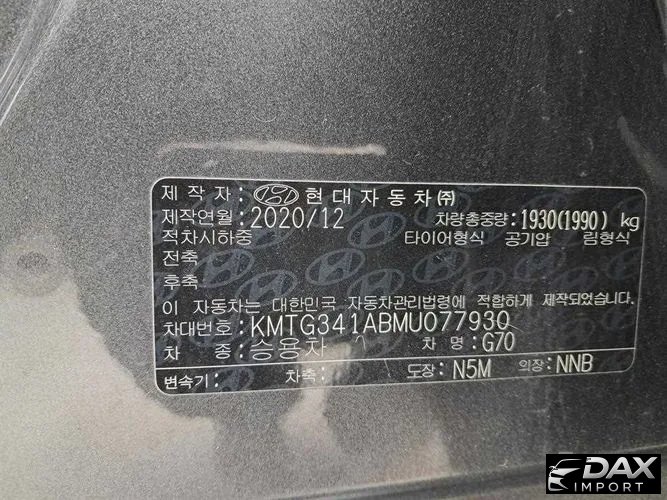 제 작 자: HYUNDAI 현대자동차㈜
제작연월: 2020/12 차량총중량: 1930(1990) kg
적차시하중 타이어형식 공기압 림형식
전축
후축
이 자동차는 대한민국 자동차관리법령에 적합하게 제작되었습니다.
차대번호: KMTG341ABMU077930
차 종: 승용차 차 명: G70
변속기: 차축: 도장: N5M 의장: NNB
DAX
IMPORT